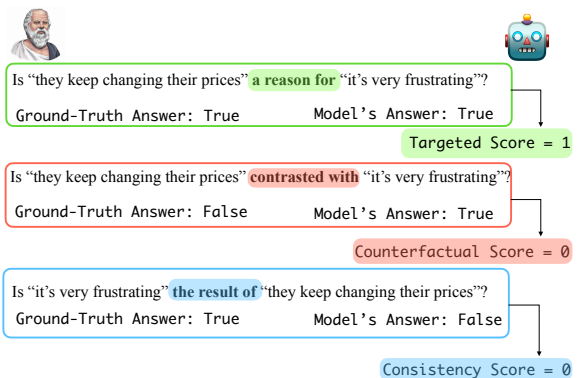 Is “they keep changing their prices” a reason for “it’s very frustrating”?
Ground-Truth Answer: True
Model’s Answer: True
Targeted Score = 1
Is “they keep changing their prices” contrasted with “it’s very frustrating”?
Ground-Truth Answer: False
Model’s Answer: True
Counterfactual Score = 0
Is “it’s very frustrating” the result of “they keep changing their prices”?
Ground-Truth Answer: True
Model’s Answer: False
Consistency Score = 0